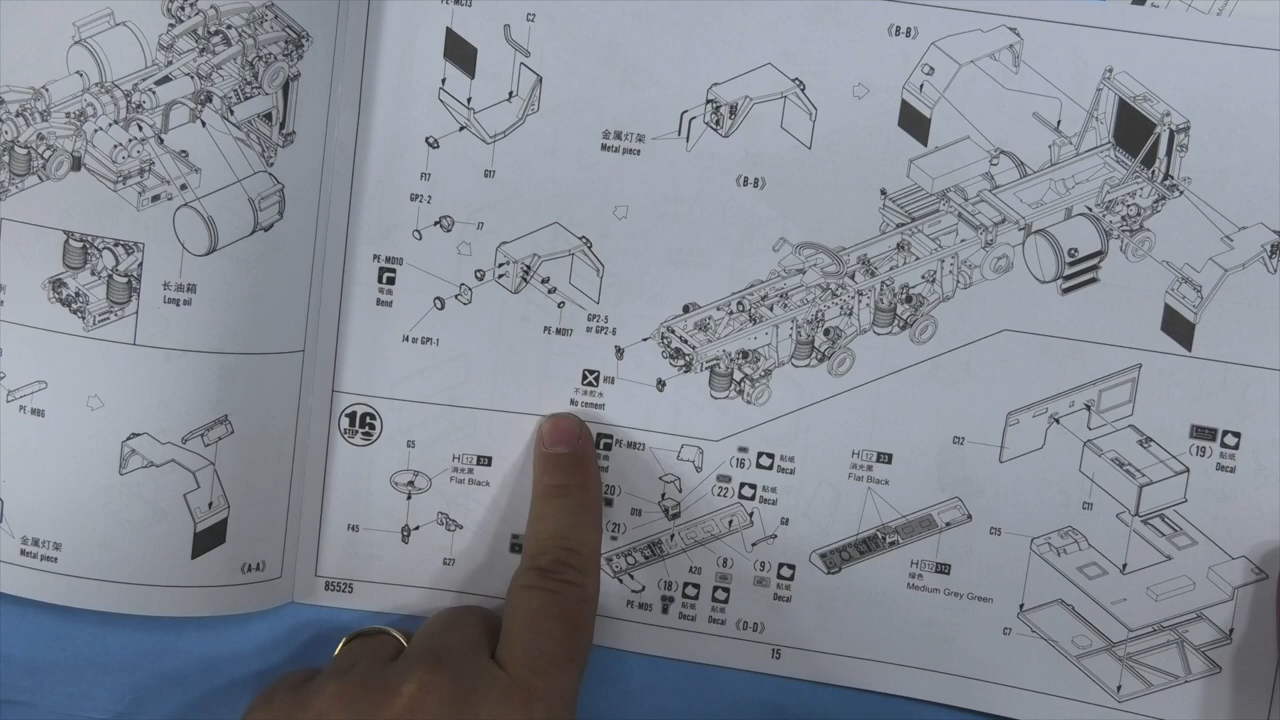 长油箱
Long oil
PE-MB6
金属灯架
Metal piece
《A-A》
PE-MC13
C2
F17
G17
金属灯架
Metal piece
《B-B》
《B-B》
GP2-2
J7
PE-MD10
弯曲
Bend
J4 or GP1-1
GP2-5
or GP2-6
PE-MD17
H18
不涂胶水
No cement
16
STEP
G5
H 12 33
消光黑
Flat Black
F45
G27
PE-MB23
(20)
D18
(21)
(16) 贴纸
Decal
(22) 贴纸
Decal
G8
A20
(8)
(9) 贴纸
Decal
(18) 贴纸
Decal
Decal
PE-MD5
《D-D》
H 12 33
消光黑
Flat Black
H 312 312
绿色
Medium Grey Green
C12
C11
C15
C7
(19) 贴纸
Decal
85525
15